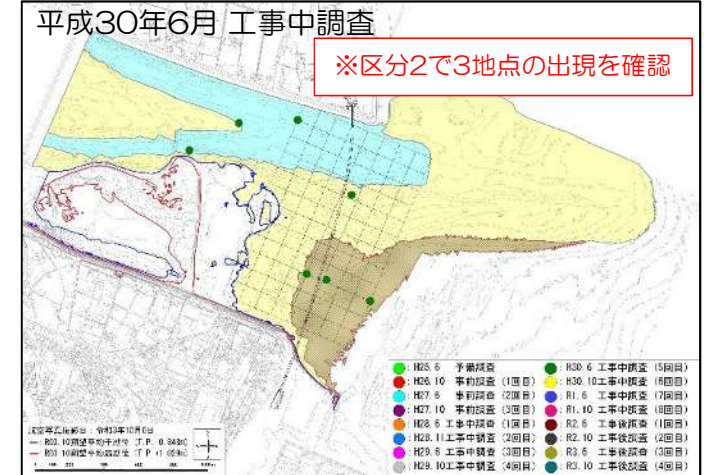 平成30年6月 工事中調査
※区分2で3地点の出現を確認
: H25.6 予備調査
: H26.10 事前調査 (1回目)
: H27.6 事前調査 (2回目)
: H27.10 事前調査 (3回目)
: H28.6 工事中調査 (1回目)
: H28.11 工事中調査 (2回目)
: H29.6 工事中調査 (3回目)
: H29.10 工事中調査 (4回目)
: H30.6 工事中調査 (5回目)
: H30.10 工事中調査 (6回目)
: R1.6 工事中調査 (7回目)
: R1.10 工事中調査 (8回目)
: R2.6 工事後調査 (1回目)
: R2.10 工事後調査 (2回目)
: R3.6 工事後調査 (3回目)
: R3.10 工事後調査 (4回目)
: 令和3年10月6日